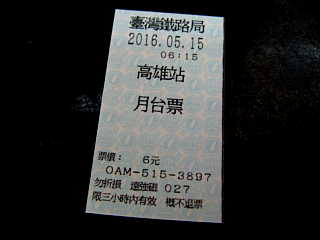 臺灣鐵路局
2016.05.15
06:15
高雄站
月台票
票價： 6元
OAM-515-3897
勿折損 遠強磁 027
限三小時內有效 概不退票